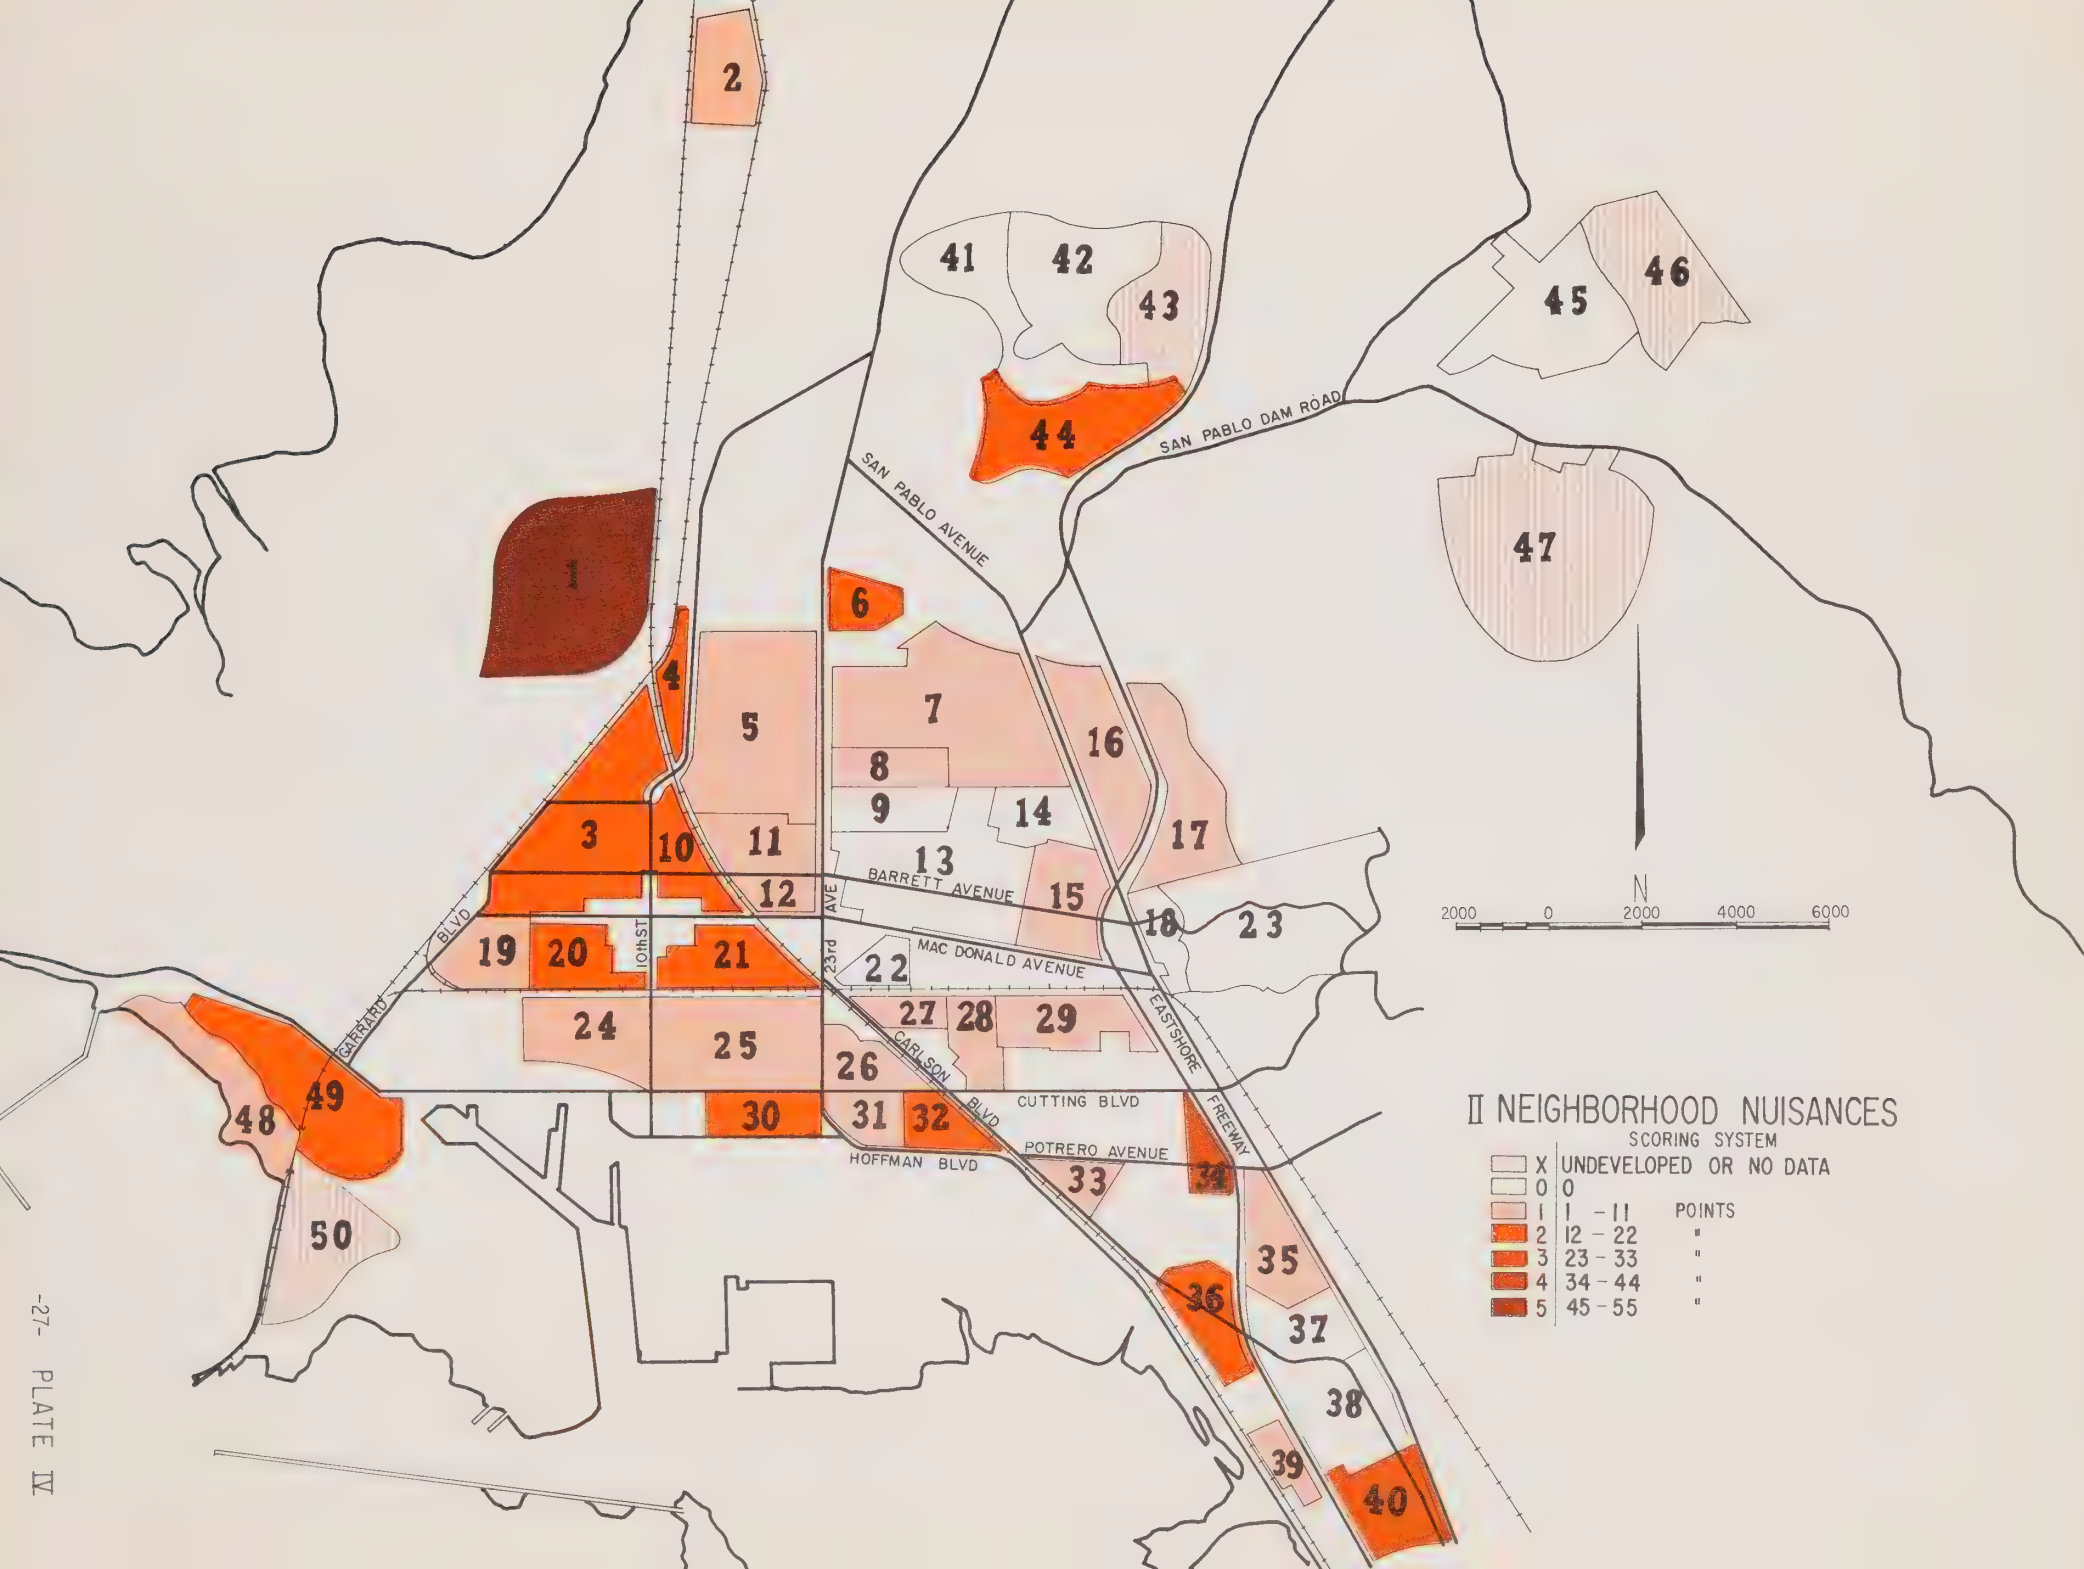 2
41
42
43
46
45
44
SAN PABLO DAM ROAD
SAN PABLO AVENUE
47
6
4
5
7
16
8
9
14
3
10
11
13
17
BARRETT AVENUE
12
15
18
23
AVE
23rd
BLVD
GARRARD
19
20
10th ST
21
22
MAC DONALD AVENUE
N
2000 0 2000 4000 6000
24
25
26
27
28
29
CARLSON BLVD
EASTSHORE FREEWAY
49
48
50
30
31
32
CUTTING BLVD
POTRERO AVENUE
HOFFMAN BLVD
33
34
35
36
37
38
39
40
II NEIGHBORHOOD NUISANCES
SCORING SYSTEM
X UNDEVELOPED OR NO DATA
0 0
1 1 - 11 POINTS
2 12 - 22 "
3 23 - 33 "
4 34 - 44 "
5 45 - 55 "
-27- PLATE IV